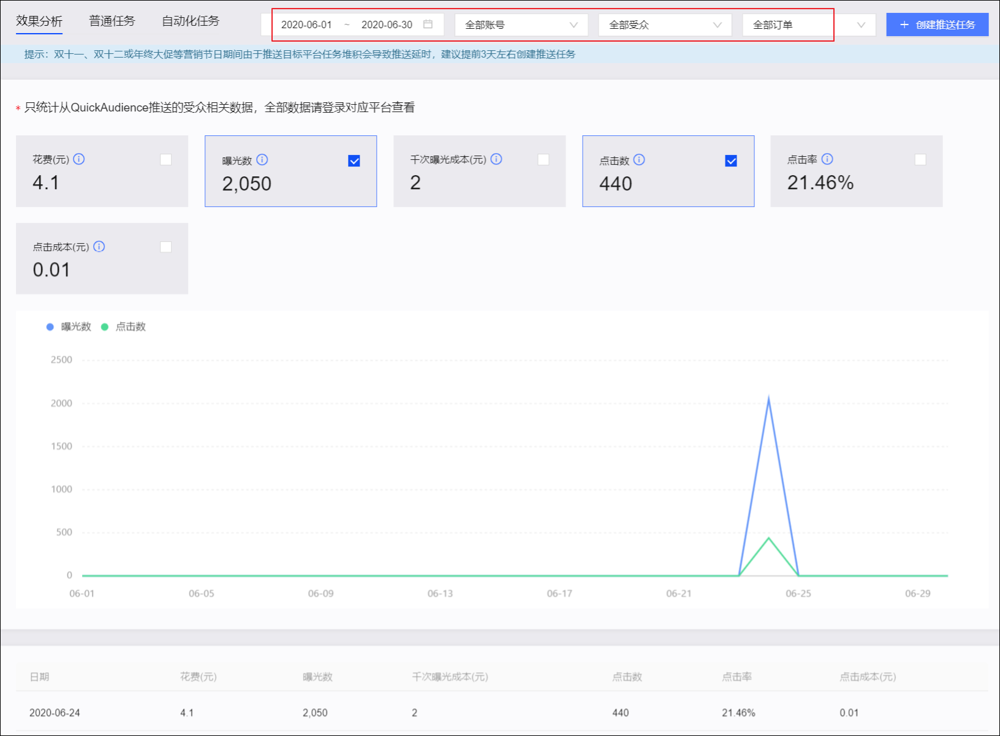 效果分析 普通任务 自动化任务 2020-06-01 ~ 2020-06-30 全部账号 全部受众 全部订单 + 创建推送任务
提示：双十一、双十二或年终大促等营销节日期间由于推送目标平台任务堆积会导致推送延时，建议提前3天左右创建推送任务
* 只统计从QuickAudience推送的受众相关数据，全部数据请登录对应平台查看
花费(元) 曝光数 千次曝光成本(元) 点击数 点击率
4.1 2,050 2 440 21.46%
点击成本(元)
0.01
曝光数 点击数
2500
2000
1500
1000
500
0
06-01 06-05 06-09 06-13 06-17 06-21 06-25 06-29
日期 花费(元) 曝光数 千次曝光成本(元) 点击数 点击率 点击成本(元)
2020-06-24 4.1 2,050 2 440 21.46% 0.01